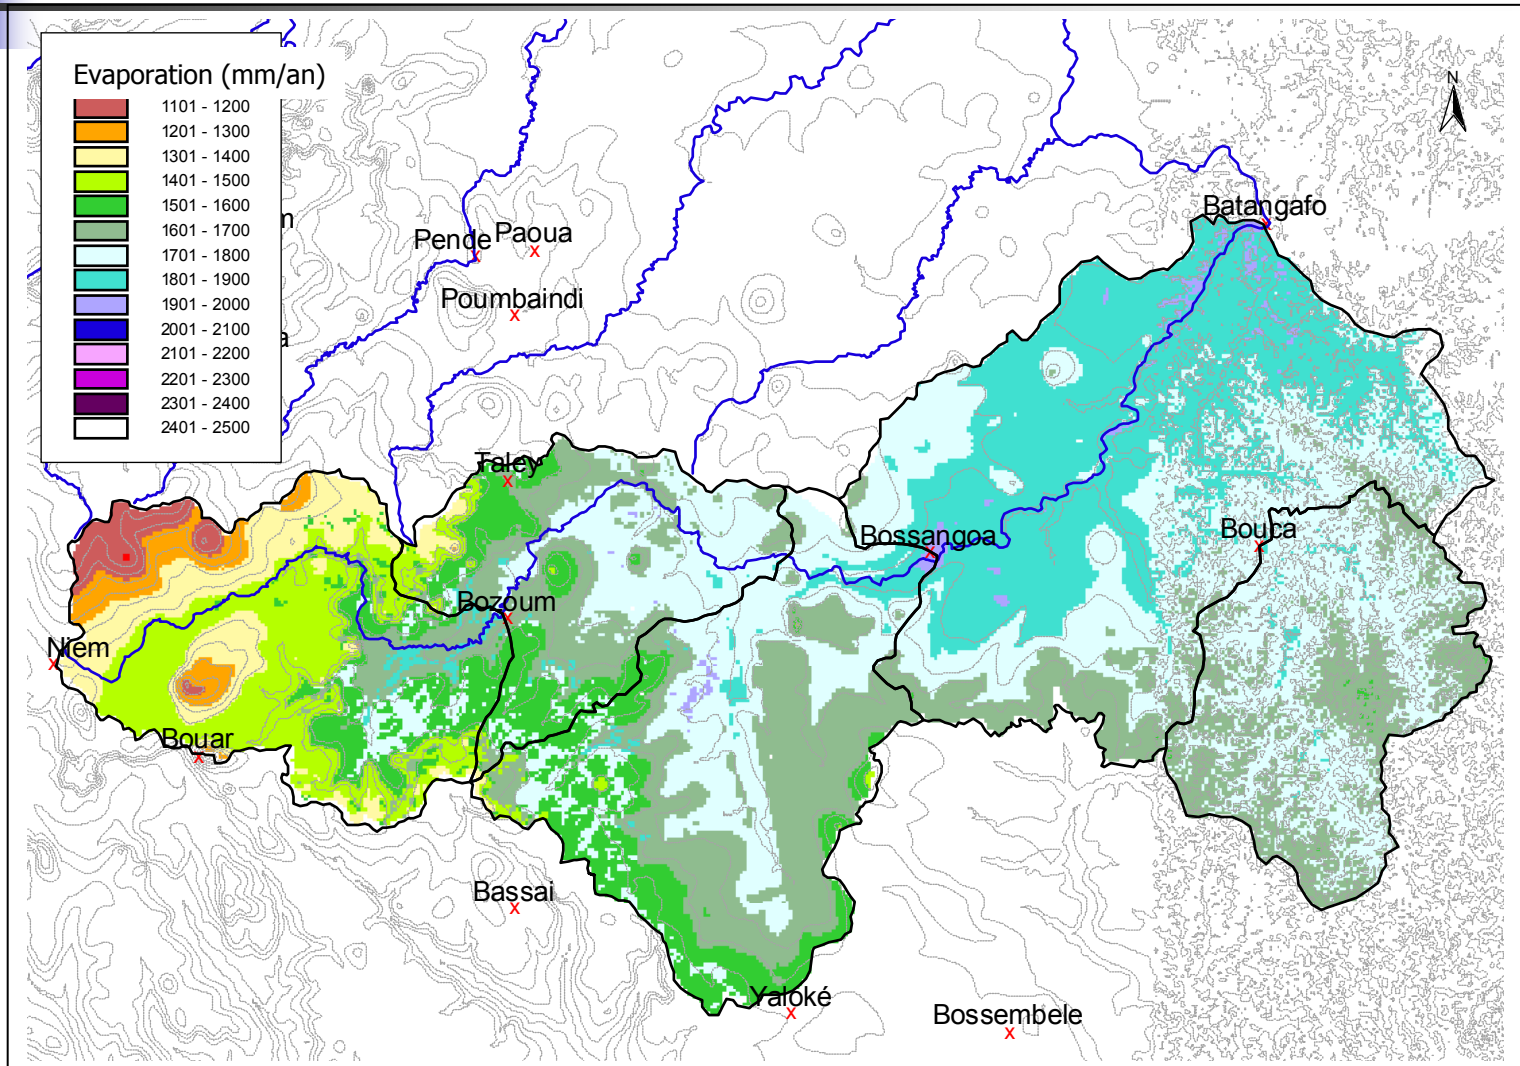 Evaporation (mm/an)
1101 - 1200
1201 - 1300
1301 - 1400
1401 - 1500
1501 - 1600
1601 - 1700
1701 - 1800
1801 - 1900
1901 - 2000
2001 - 2100
2101 - 2200
2201 - 2300
2301 - 2400
2401 - 2500
N
Batangafo
Pende
Paoua
Poumbaindi
Taley
Bossangoa
Bouca
Bozoum
Niem
Bouar
Bassai
Yaloké
Bossembele